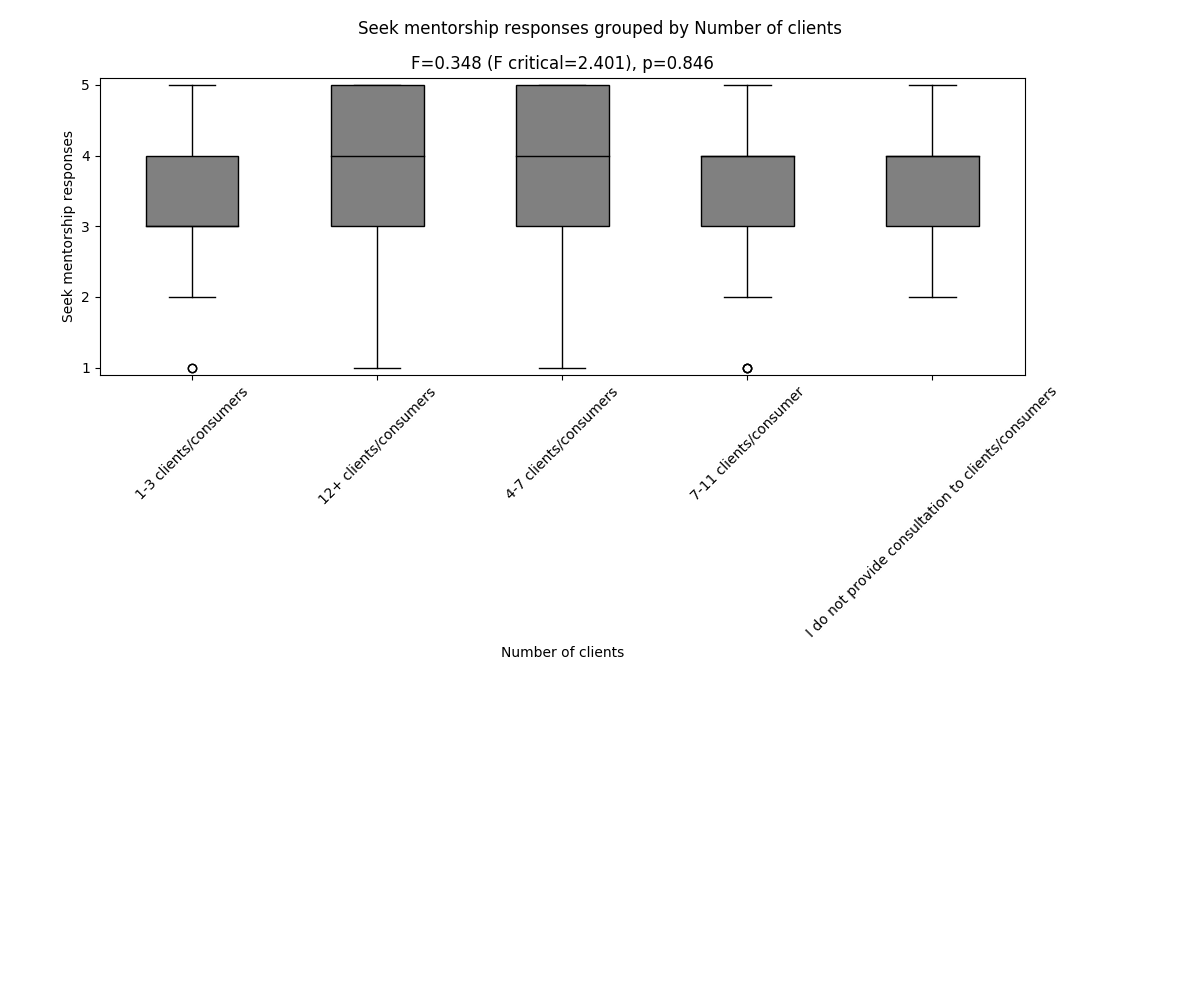 Seek mentorship responses grouped by Number of clients
F=0.348 (F critical=2.401), p=0.846
Seek mentorship responses
5
4
3
2
1
1-3 clients/consumers
12+ clients/consumers
4-7 clients/consumers
7-11 clients/consumer
I do not provide consultation to clients/consumers
Number of clients